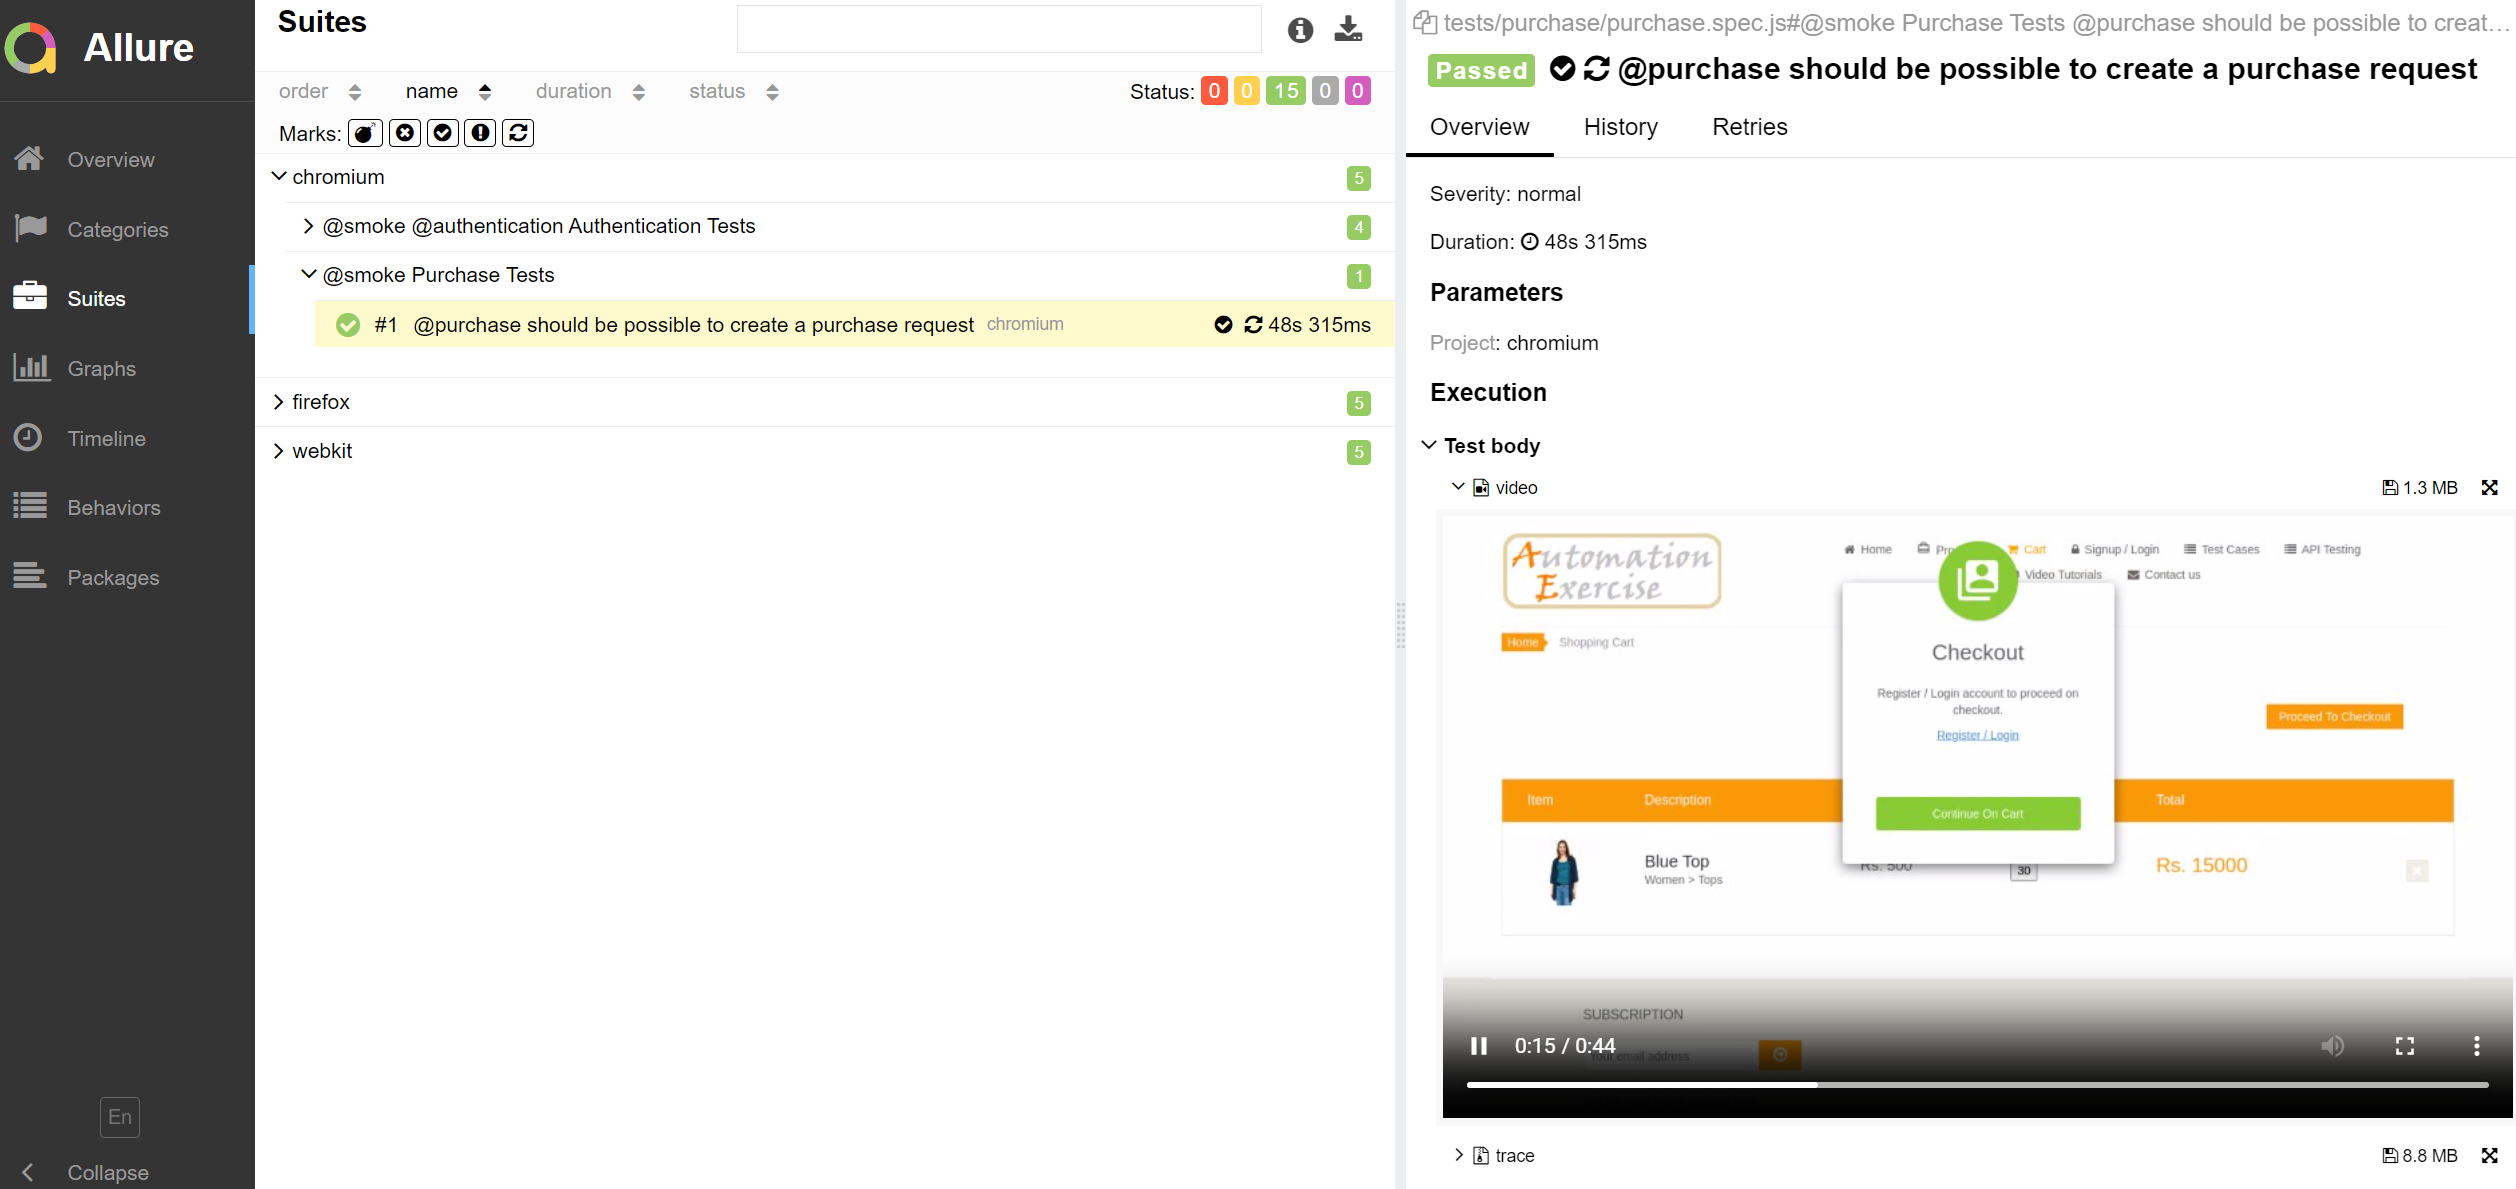 Allure
Overview
Categories
Suites
Graphs
Timeline
Behaviors
Packages
En
Collapse
Suites
order name duration status
Status: 0 0 15 0 0
Marks:
chromium 5
@smoke @authentication Authentication Tests 4
@smoke Purchase Tests 1
#1 @purchase should be possible to create a purchase request chromium 48s 315ms
firefox 5
webkit 5
tests/purchase/purchase.spec.js#@smoke Purchase Tests @purchase should be possible to creat...
Passed @purchase should be possible to create a purchase request
Overview History Retries
Severity: normal
Duration: 48s 315ms
Parameters
Project: chromium
Execution
Test body
video 1.3 MB
Automation
Exercise
Home Pro Cart Signup / Login Test Cases API Testing
Video Tutorials Contact us
Home Shopping Cart
Checkout
Register / Login account to proceed on
checkout.
Register / Login
Continue On Cart
Proceed To Checkout
Item Description Total
Blue Top
Women > Tops
Rs. 500
30
Rs. 15000
SUBSCRIPTION
Your email address
0:15 / 0:44
trace 8.8 MB